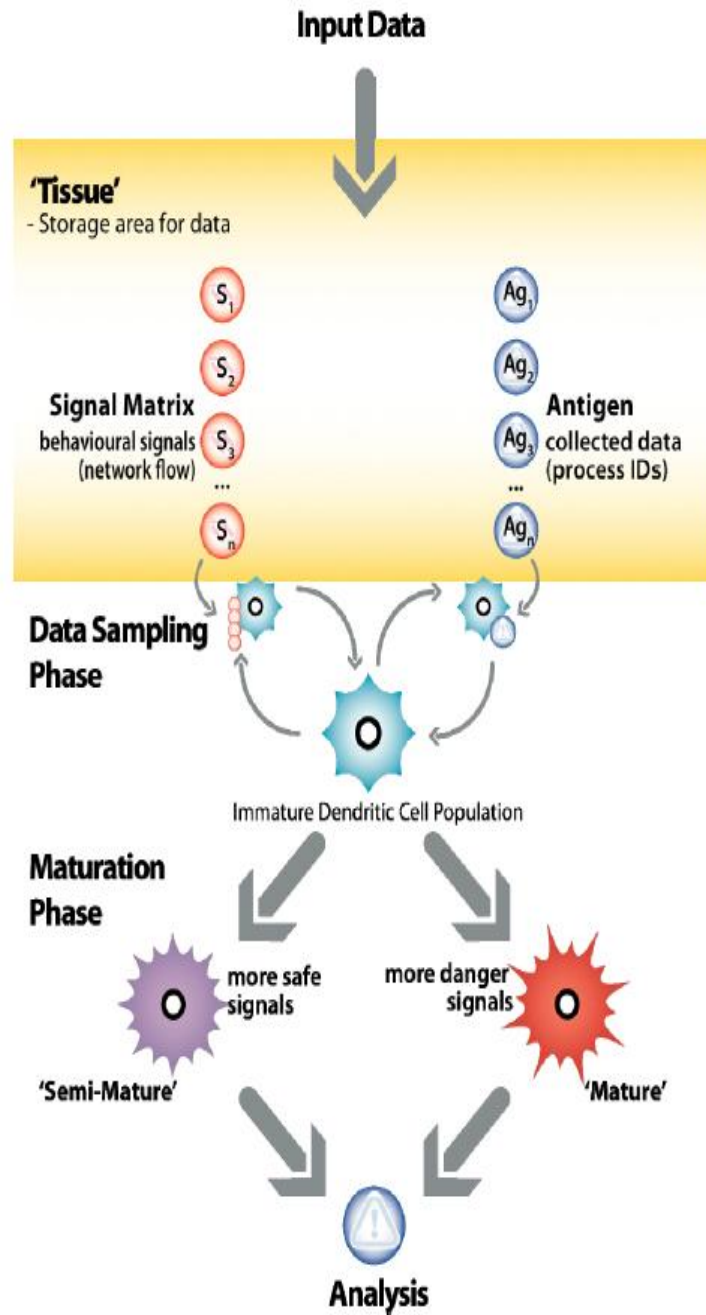 Input Data
'Tissue'
- Storage area for data
S1
Ag1
S2
Ag2
Signal Matrix
behavioural signals
(network flow)
S3
...
Sn
Ag3
...
Agn
Antigen
collected data
(process IDs)
Data Sampling
Phase
Immature Dendritic Cell Population
Maturation
Phase
more safe
signals
more danger
signals
'Semi-Mature'
'Mature'
Analysis